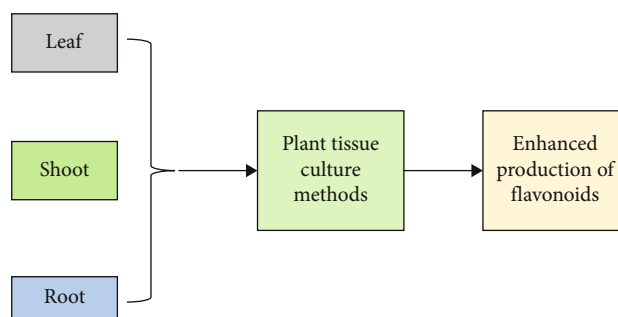 Leaf
Shoot
Root
Plant tissue
culture
methods
Enhanced
production of
flavonoids